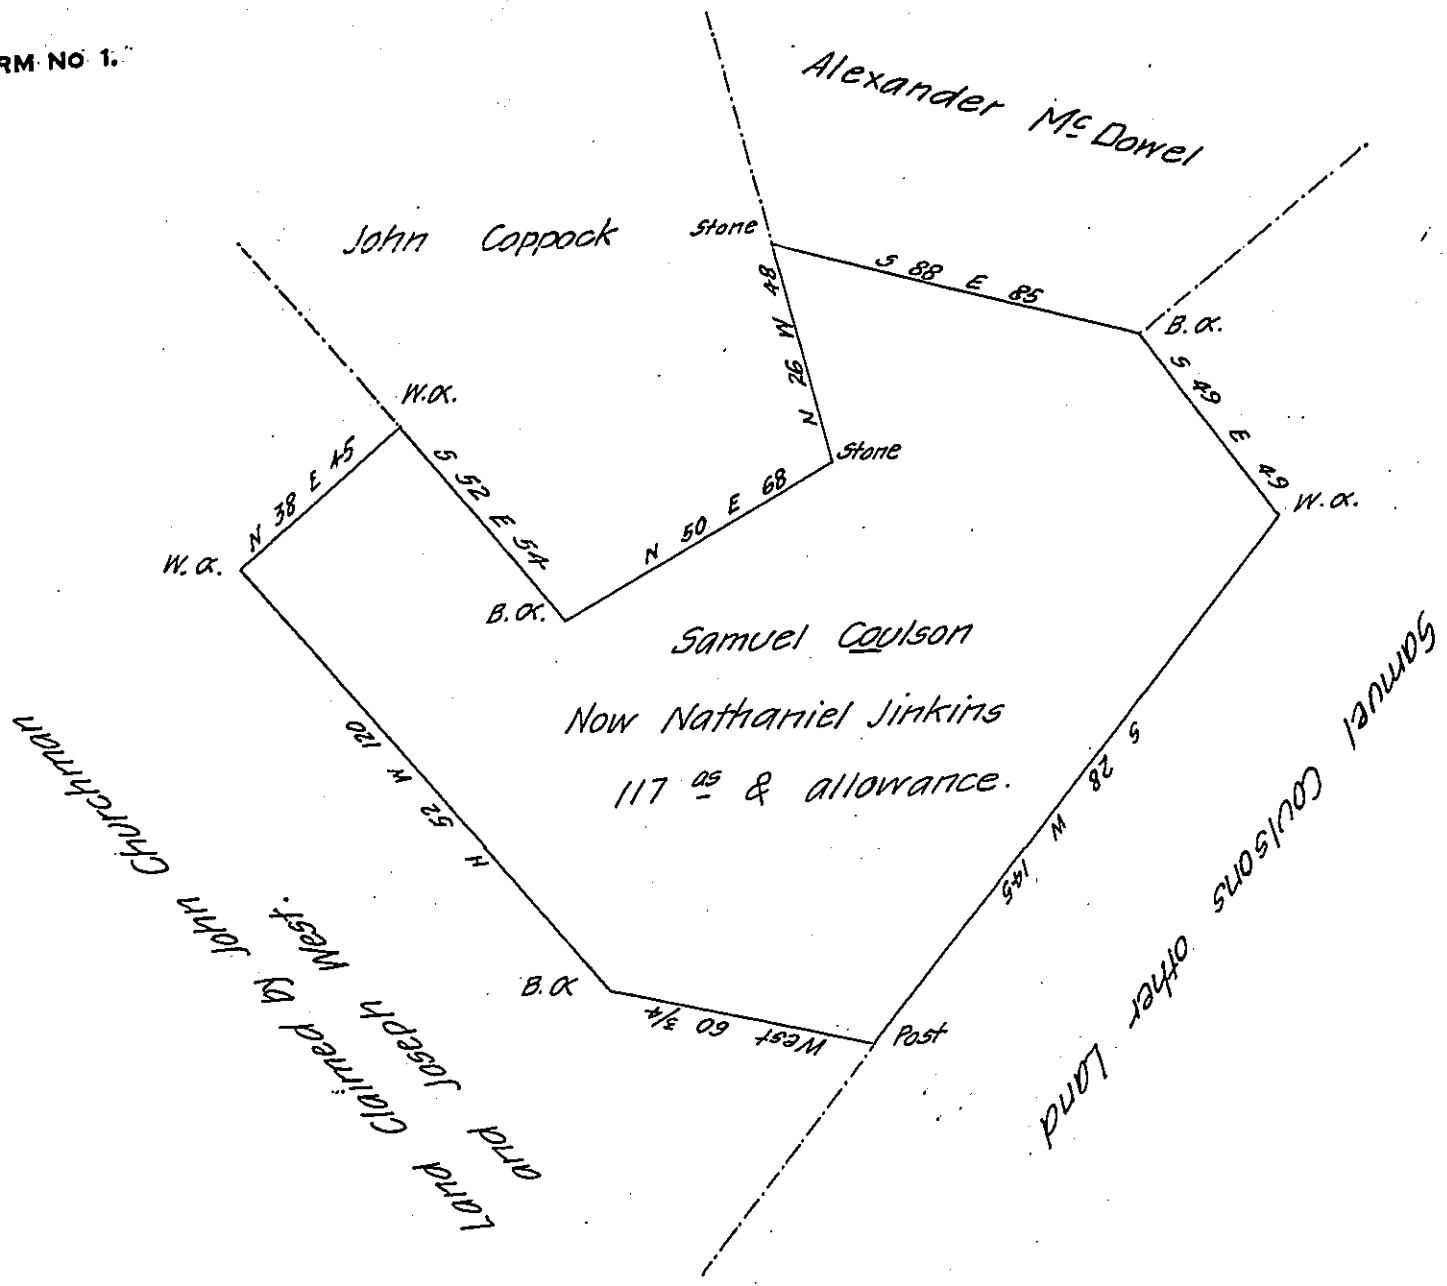 RM No 1.
Alexander Mc Dowel
John Coppock
Stone
S 88 E 85
N 26 W 48
B.O.
S 49 E 49
W.O.
W.O.
N 38 E 45
S 52 E 54
Stone
N 50 E 68
W.O.
B.O.
Samuel Coulson
Now Nathaniel Jinkins
117 as & allowance.
S 28 W 145
Samuel Coulsons other Land
N 52 W 120
B.O
West 60 3/4
Post
Land Claimed by John Churchman
and Joseph West.